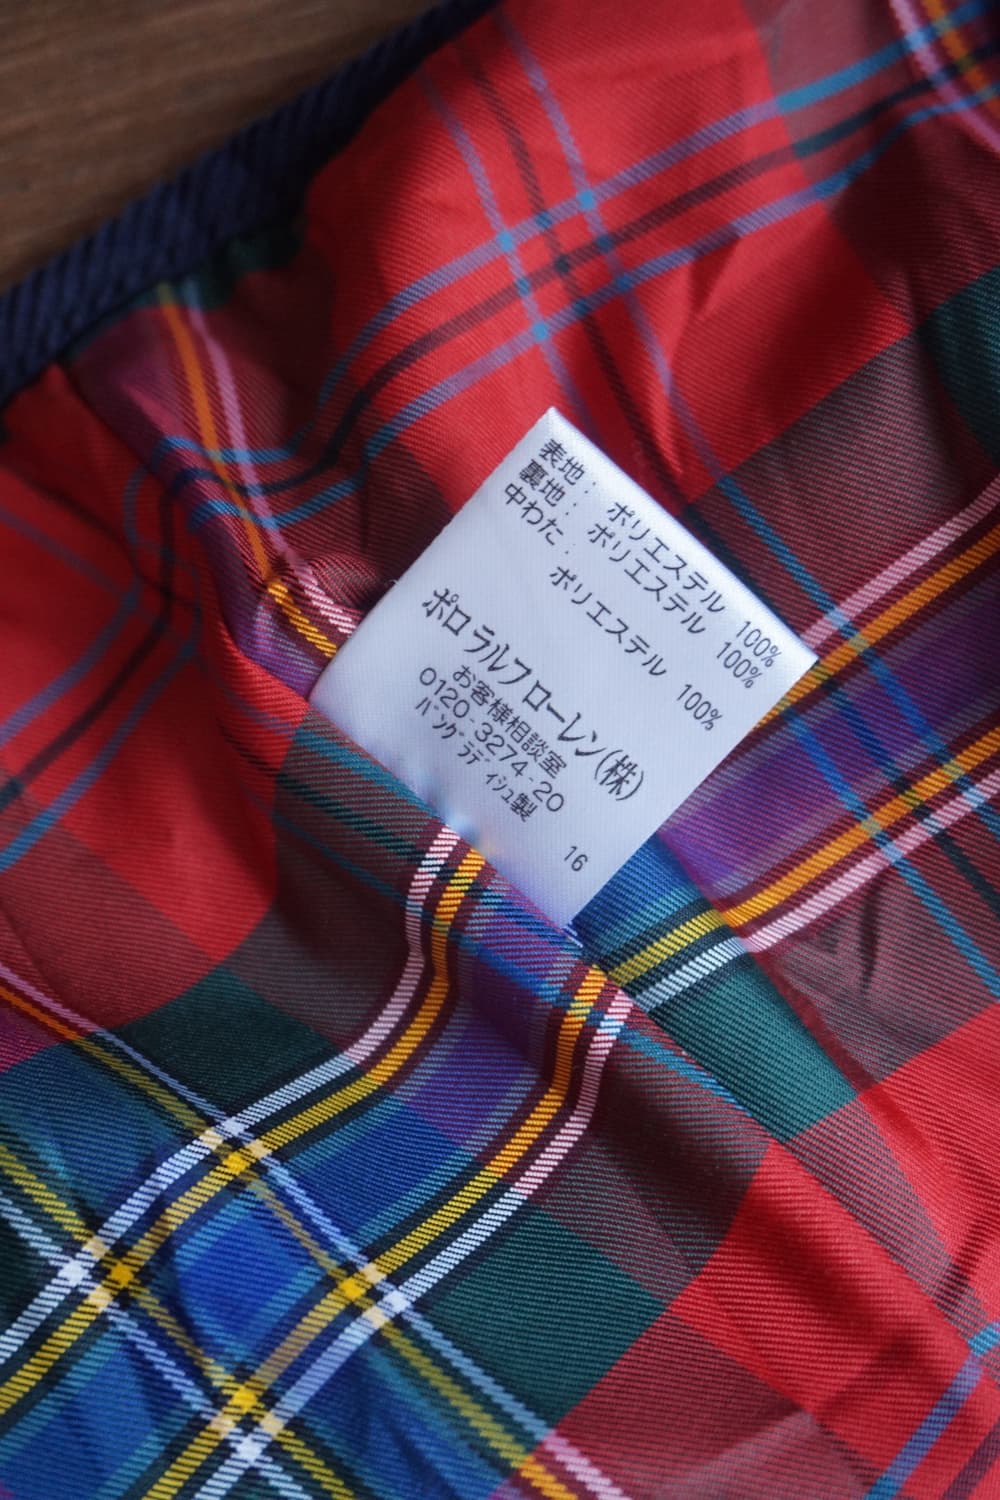 表地: ポリエステル 100%
裏地: ポリエステル 100%
中わた: ポリエステル 100%
ポロ ラルフ ローレン(株)
お客様相談室
0120-3274-20
ﾊﾞﾝｸﾞﾗﾃﾞｨｼｭ製
16